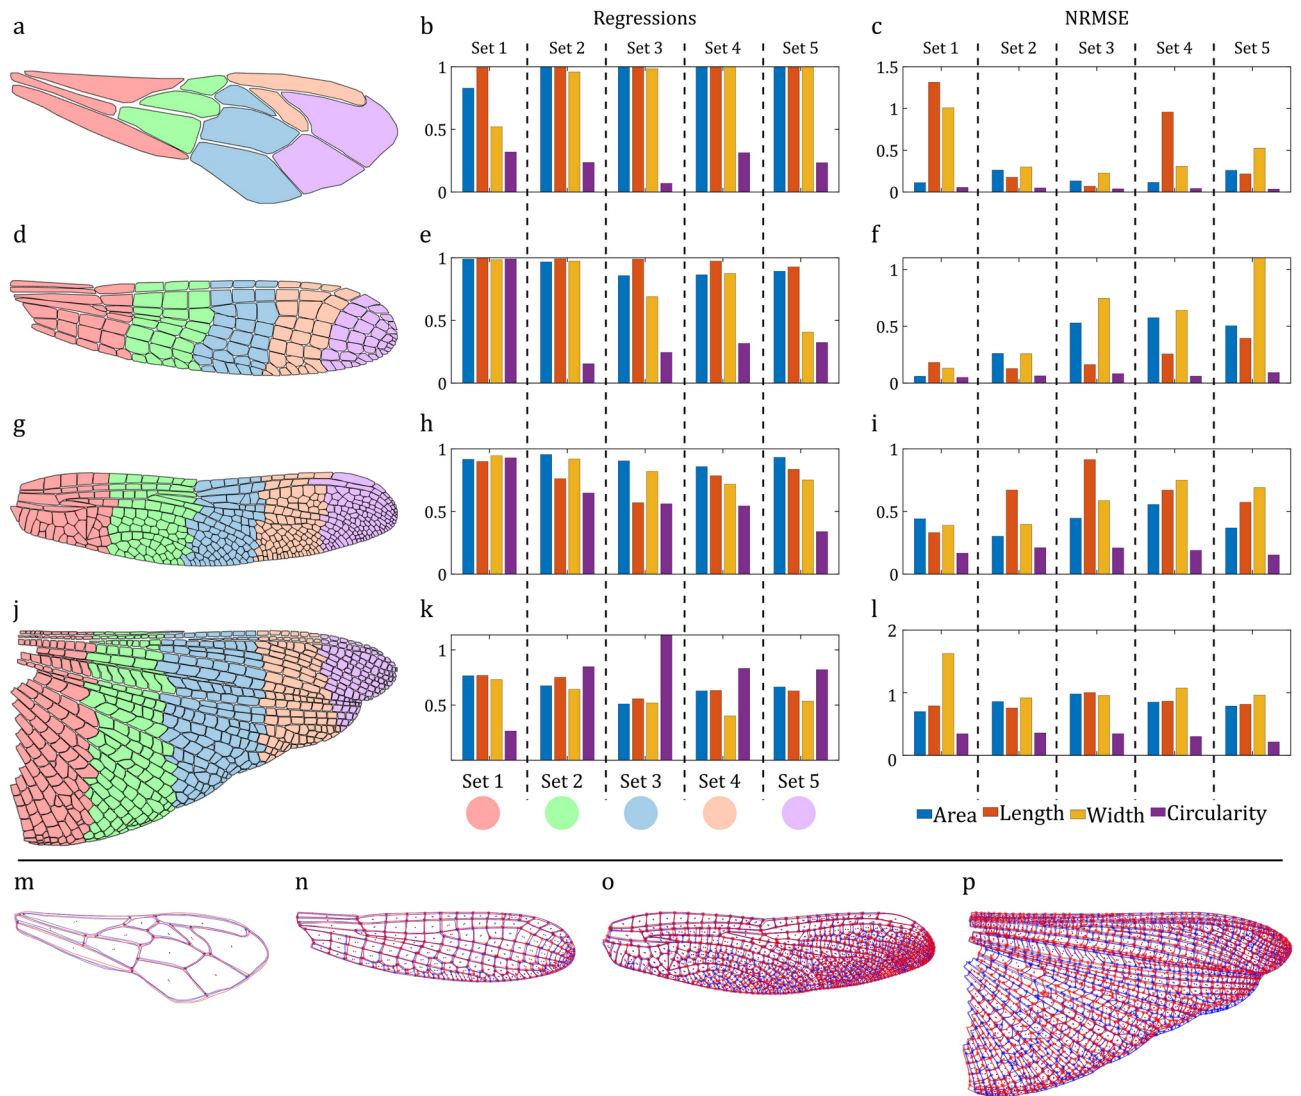 Regressions NRMSE
a b c
Set 1 Set 2 Set 3 Set 4 Set 5 Set 1 Set 2 Set 3 Set 4 Set 5
1 1.5
1
0.5 0.5
0 0
d e f
1 1
0.5 0.5
0 0
g h i
1 1
0.5 0.5
0 0
j k l
2
1
1
0.5
0
Set 1 Set 2 Set 3 Set 4 Set 5
Area Length Width Circularity
m n o p